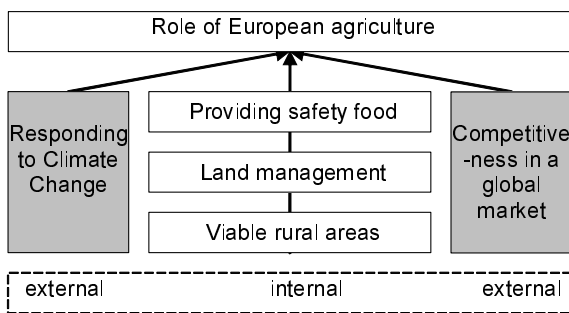 Role of European agriculture
Responding
to Climate
Change
Providing safety food
Land management
Viable rural areas
Competitive
-ness in a
global
market
external
internal
external